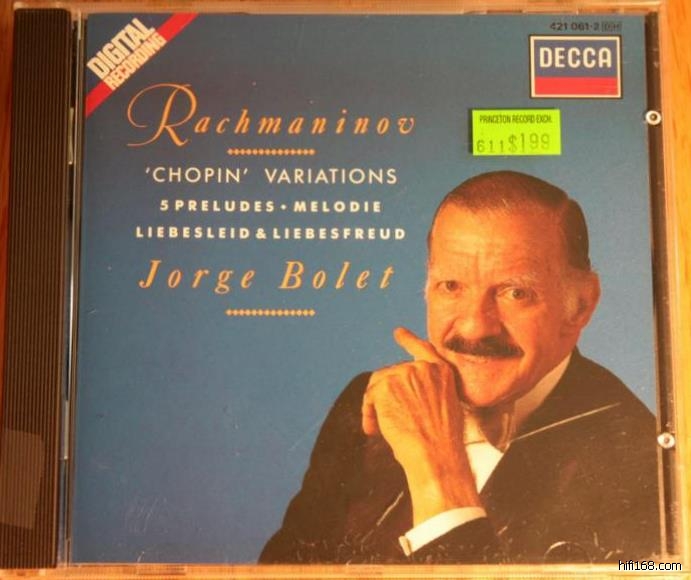 DIGITAL
RECORDING
421 061-2 DH
DECCA
PRINCETON RECORD EXCH.
611 $1.99
Rachmaninov
'CHOPIN' VARIATIONS
5 PRELUDES • MELODIE
LIEBESLEID & LIEBESFREUD
Jorge Bolet
hifi168.com